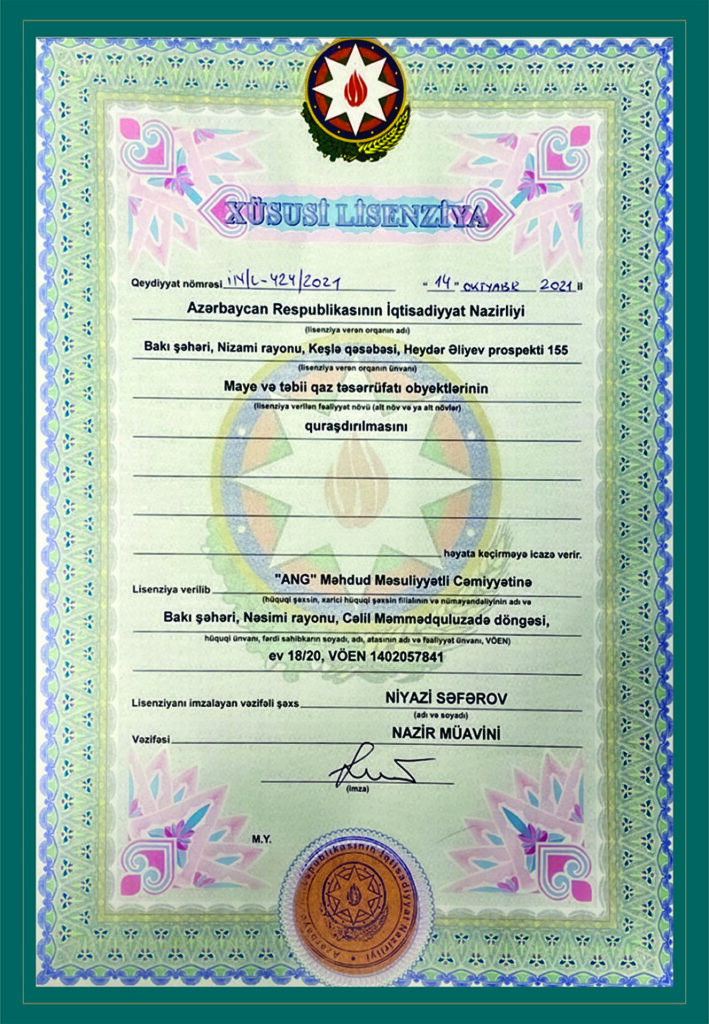 XÜSUSİ LİSENZİYA
Qeydiyyat nömrəsi İN/L-424/2021 "14" OKTYABR 2021 il
Azərbaycan Respublikasının İqtisadiyyat Nazirliyi
(lisenziya verən orqanın adı)
Bakı şəhəri, Nizami rayonu, Keşlə qəsəbəsi, Heydər Əliyev prospekti 155
(lisenziya verən orqanın ünvanı)
Maye və təbii qaz təsərrüfatı obyektlərinin
(lisenziya verilən fəaliyyət növü (alt növ və ya alt növlər)
quraşdırılmasını
həyata keçirməyə icazə verir.
"ANG" Məhdud Məsuliyyətli Cəmiyyətinə
Lisenziya verilib
(hüquqi şəxsin, xarici hüquqi şəxsin filialının və nümayəndəliyinin adı və
Bakı şəhəri, Nəsimi rayonu, Cəlil Məmmədquluzadə döngəsi,
hüquqi ünvanı, fərdi sahibkarın soyadı, adı, atasının adı və fəaliyyət ünvanı, VÖEN)
ev 18/20, VÖEN 1402057841
Lisenziyanı imzalayan vəzifəli şəxs NİYAZİ SƏFƏROV
(adı və soyadı)
Vəzifəsi NAZİR MÜAVİNİ
(imza)
M.Y.
İqtisadiyyat Nazirliyi